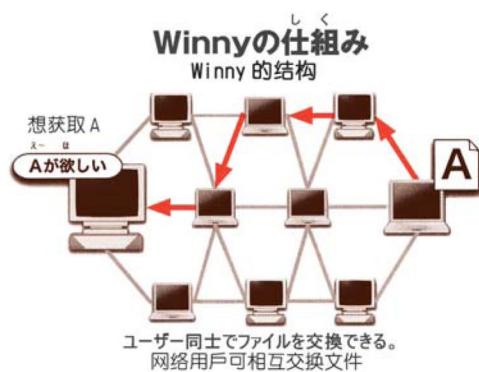 しく
Winnyの仕組み
Winny 的结构
想获取 A
えー ほ
Aが欲しい
A
ユーザー同士でファイルを交換できる。
网络用戶可相互交换文件